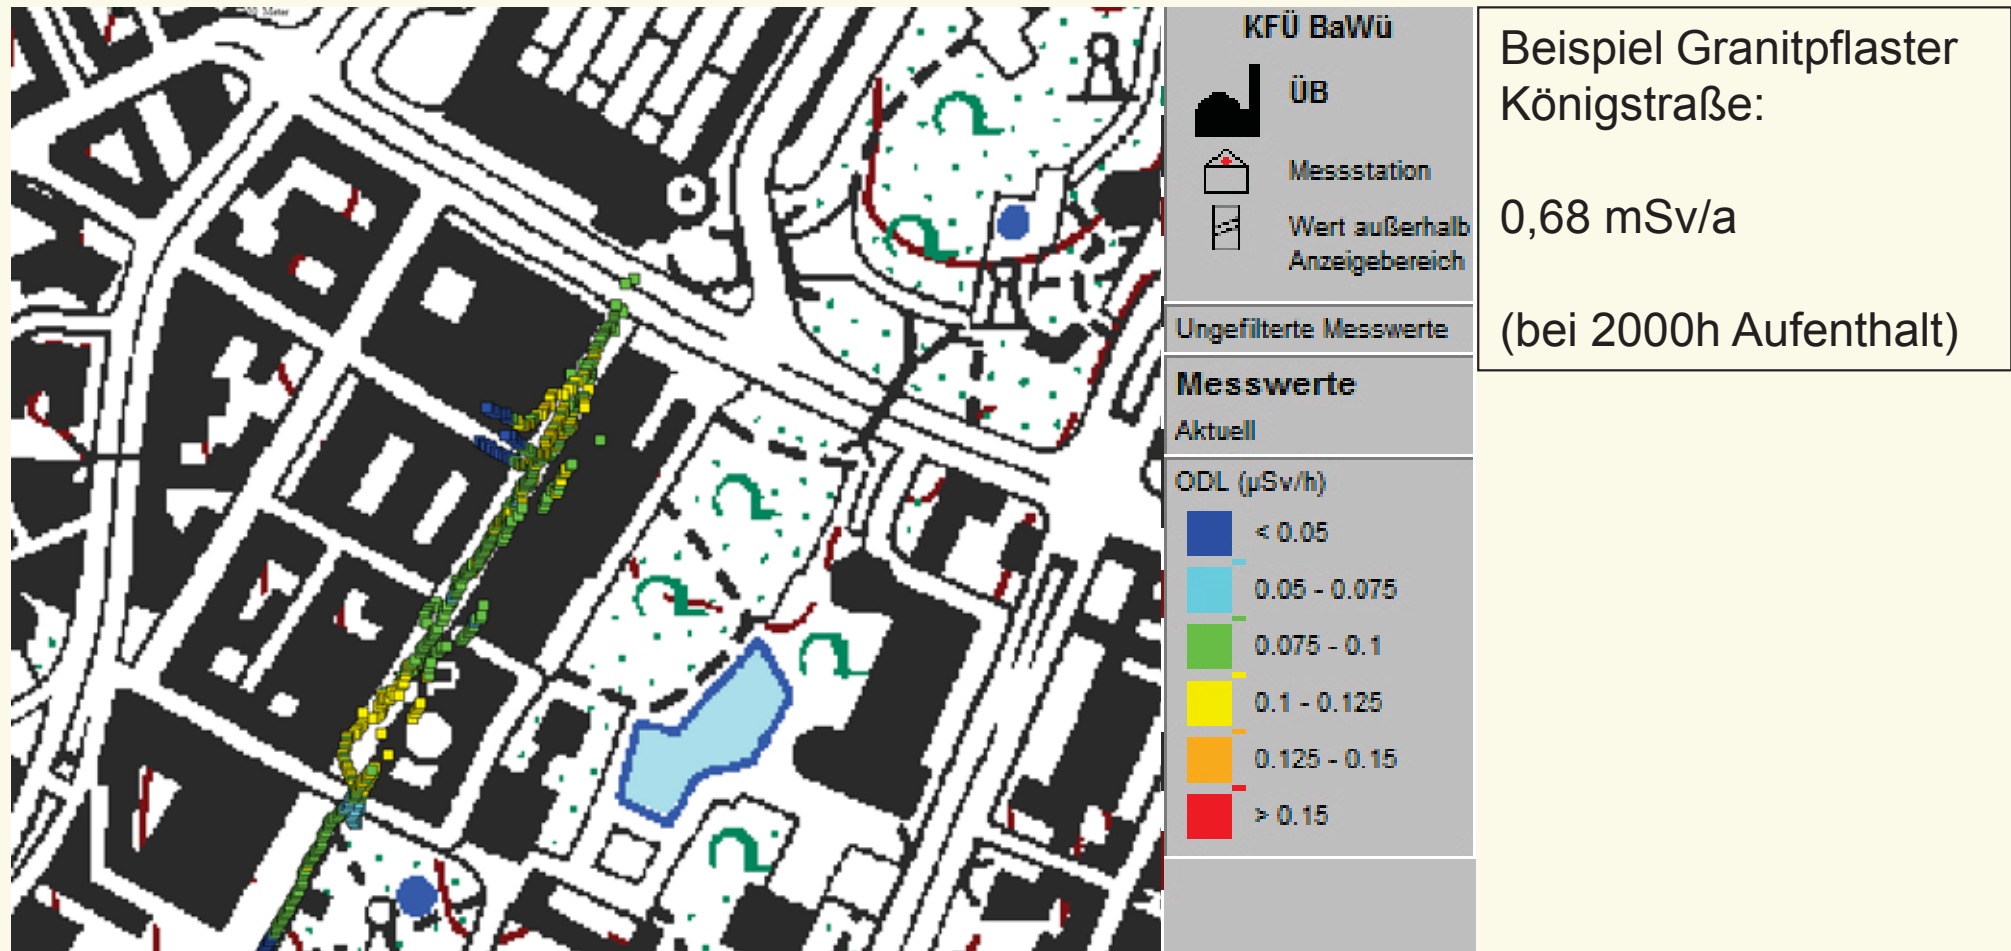 Meter
KFÜ BaWü
ÜB
Messstation
Wert außerhalb
Anzeigebereich
Ungefilterte Messwerte
Messwerte
Aktuell
ODL (µSv/h)
< 0.05
0.05 - 0.075
0.075 - 0.1
0.1 - 0.125
0.125 - 0.15
> 0.15
Beispiel Granitpflaster
Königstraße:
0,68 mSv/a
(bei 2000h Aufenthalt)